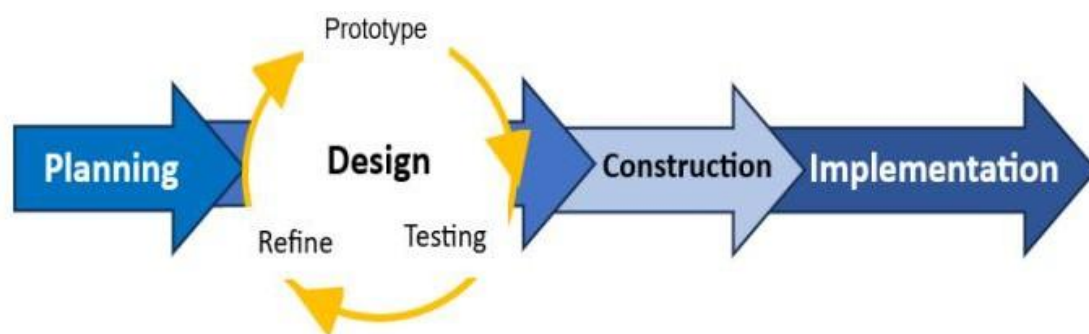 Prototype
Planning
Design
Construction
Implementation
Refine
Testing